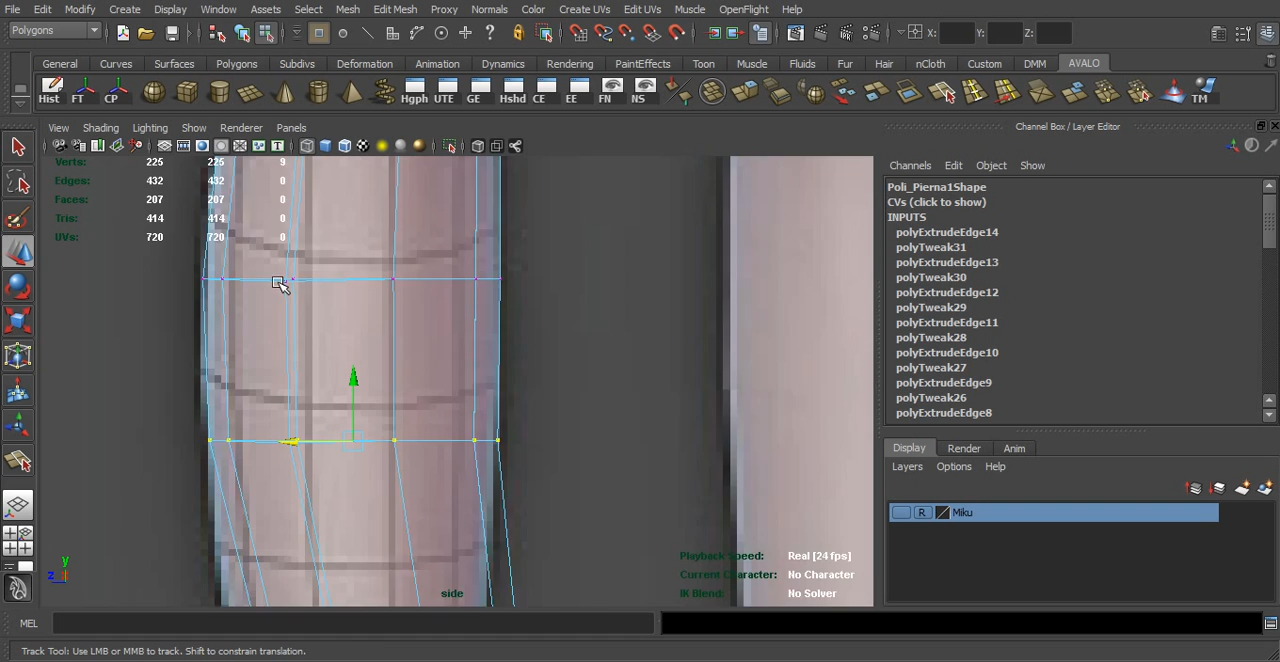 File Edit Modify Create Display Window Assets Select Mesh Edit Mesh Proxy Normals Color Create UVs Edit UVs Muscle OpenFlight Help
Polygons X: Y: Z:
General Curves Surfaces Polygons Subdivs Deformation Animation Dynamics Rendering PaintEffects Toon Muscle Fluids Fur Hair nCloth Custom DMM AVALO
Hist FT CP Hgph UTE GE Hshd CE EE FN NS TM
View Shading Lighting Show Renderer Panels
Channel Box / Layer Editor
Verts: 225 225 9
Edges: 432 432 0
Faces: 207 207 0
Tris: 414 414 0
UVs: 720 720 0
Channels Edit Object Show
Poli_Pierna1Shape
CVs (click to show)
INPUTS
polyExtrudeEdge14
polyTweak31
polyExtrudeEdge13
polyTweak30
polyExtrudeEdge12
polyTweak29
polyExtrudeEdge11
polyTweak28
polyExtrudeEdge10
polyTweak27
polyExtrudeEdge9
polyTweak26
polyExtrudeEdge8
Display Render Anim
Layers Options Help
R Miku
Playback Speed: Real [24 fps]
Current Character: No Character
IK Blend: No Solver
y
z
side
MEL
Track Tool: Use LMB or MMB to track. Shift to constrain translation.